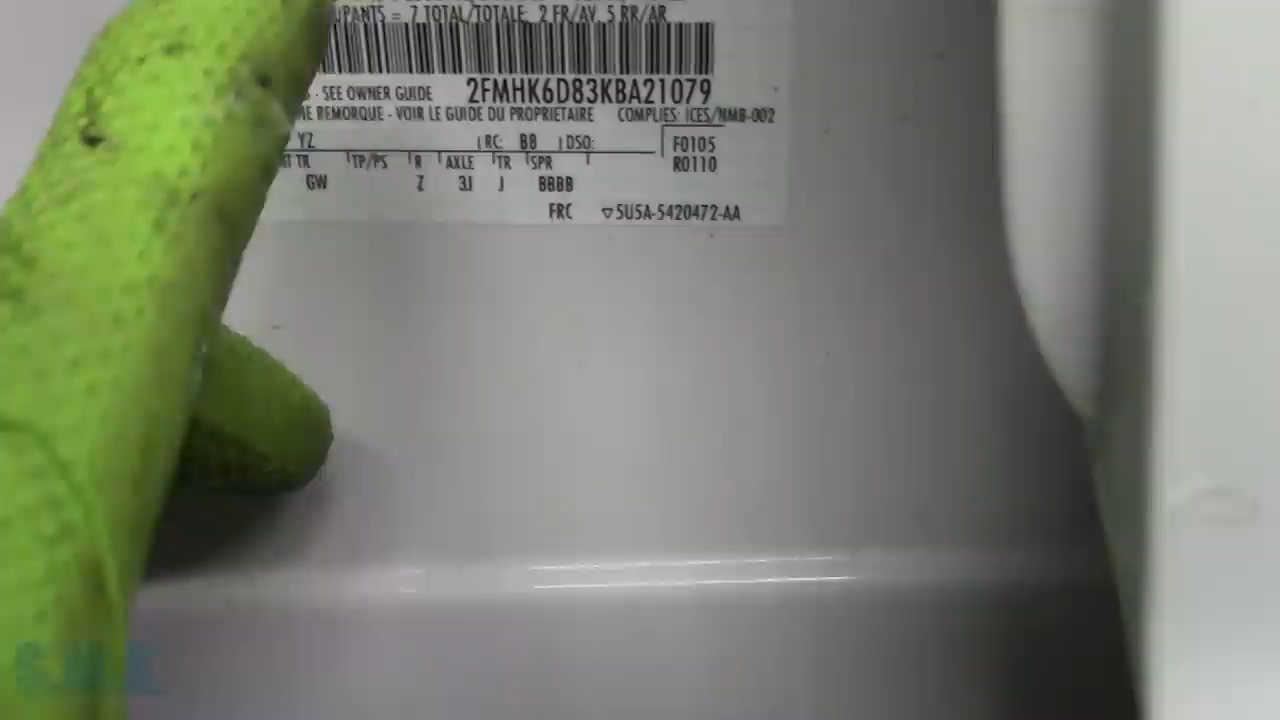 UPANTS = 7 TOTAL/TOTALE, 2 FR/AV, 5 RR/AR
- SEE OWNER GUIDE 2FMHK6D83KBA21079
REMORQUE - VOIR LE GUIDE DU PROPRIETAIRE COMPLIES: ICES/NMB-002
YZ RC: BB DSO: F0105
TR TP/PS R AXLE TR SPR R0110
GW Z 3J J BBBB
FRC ▽5U5A-5420472-AA